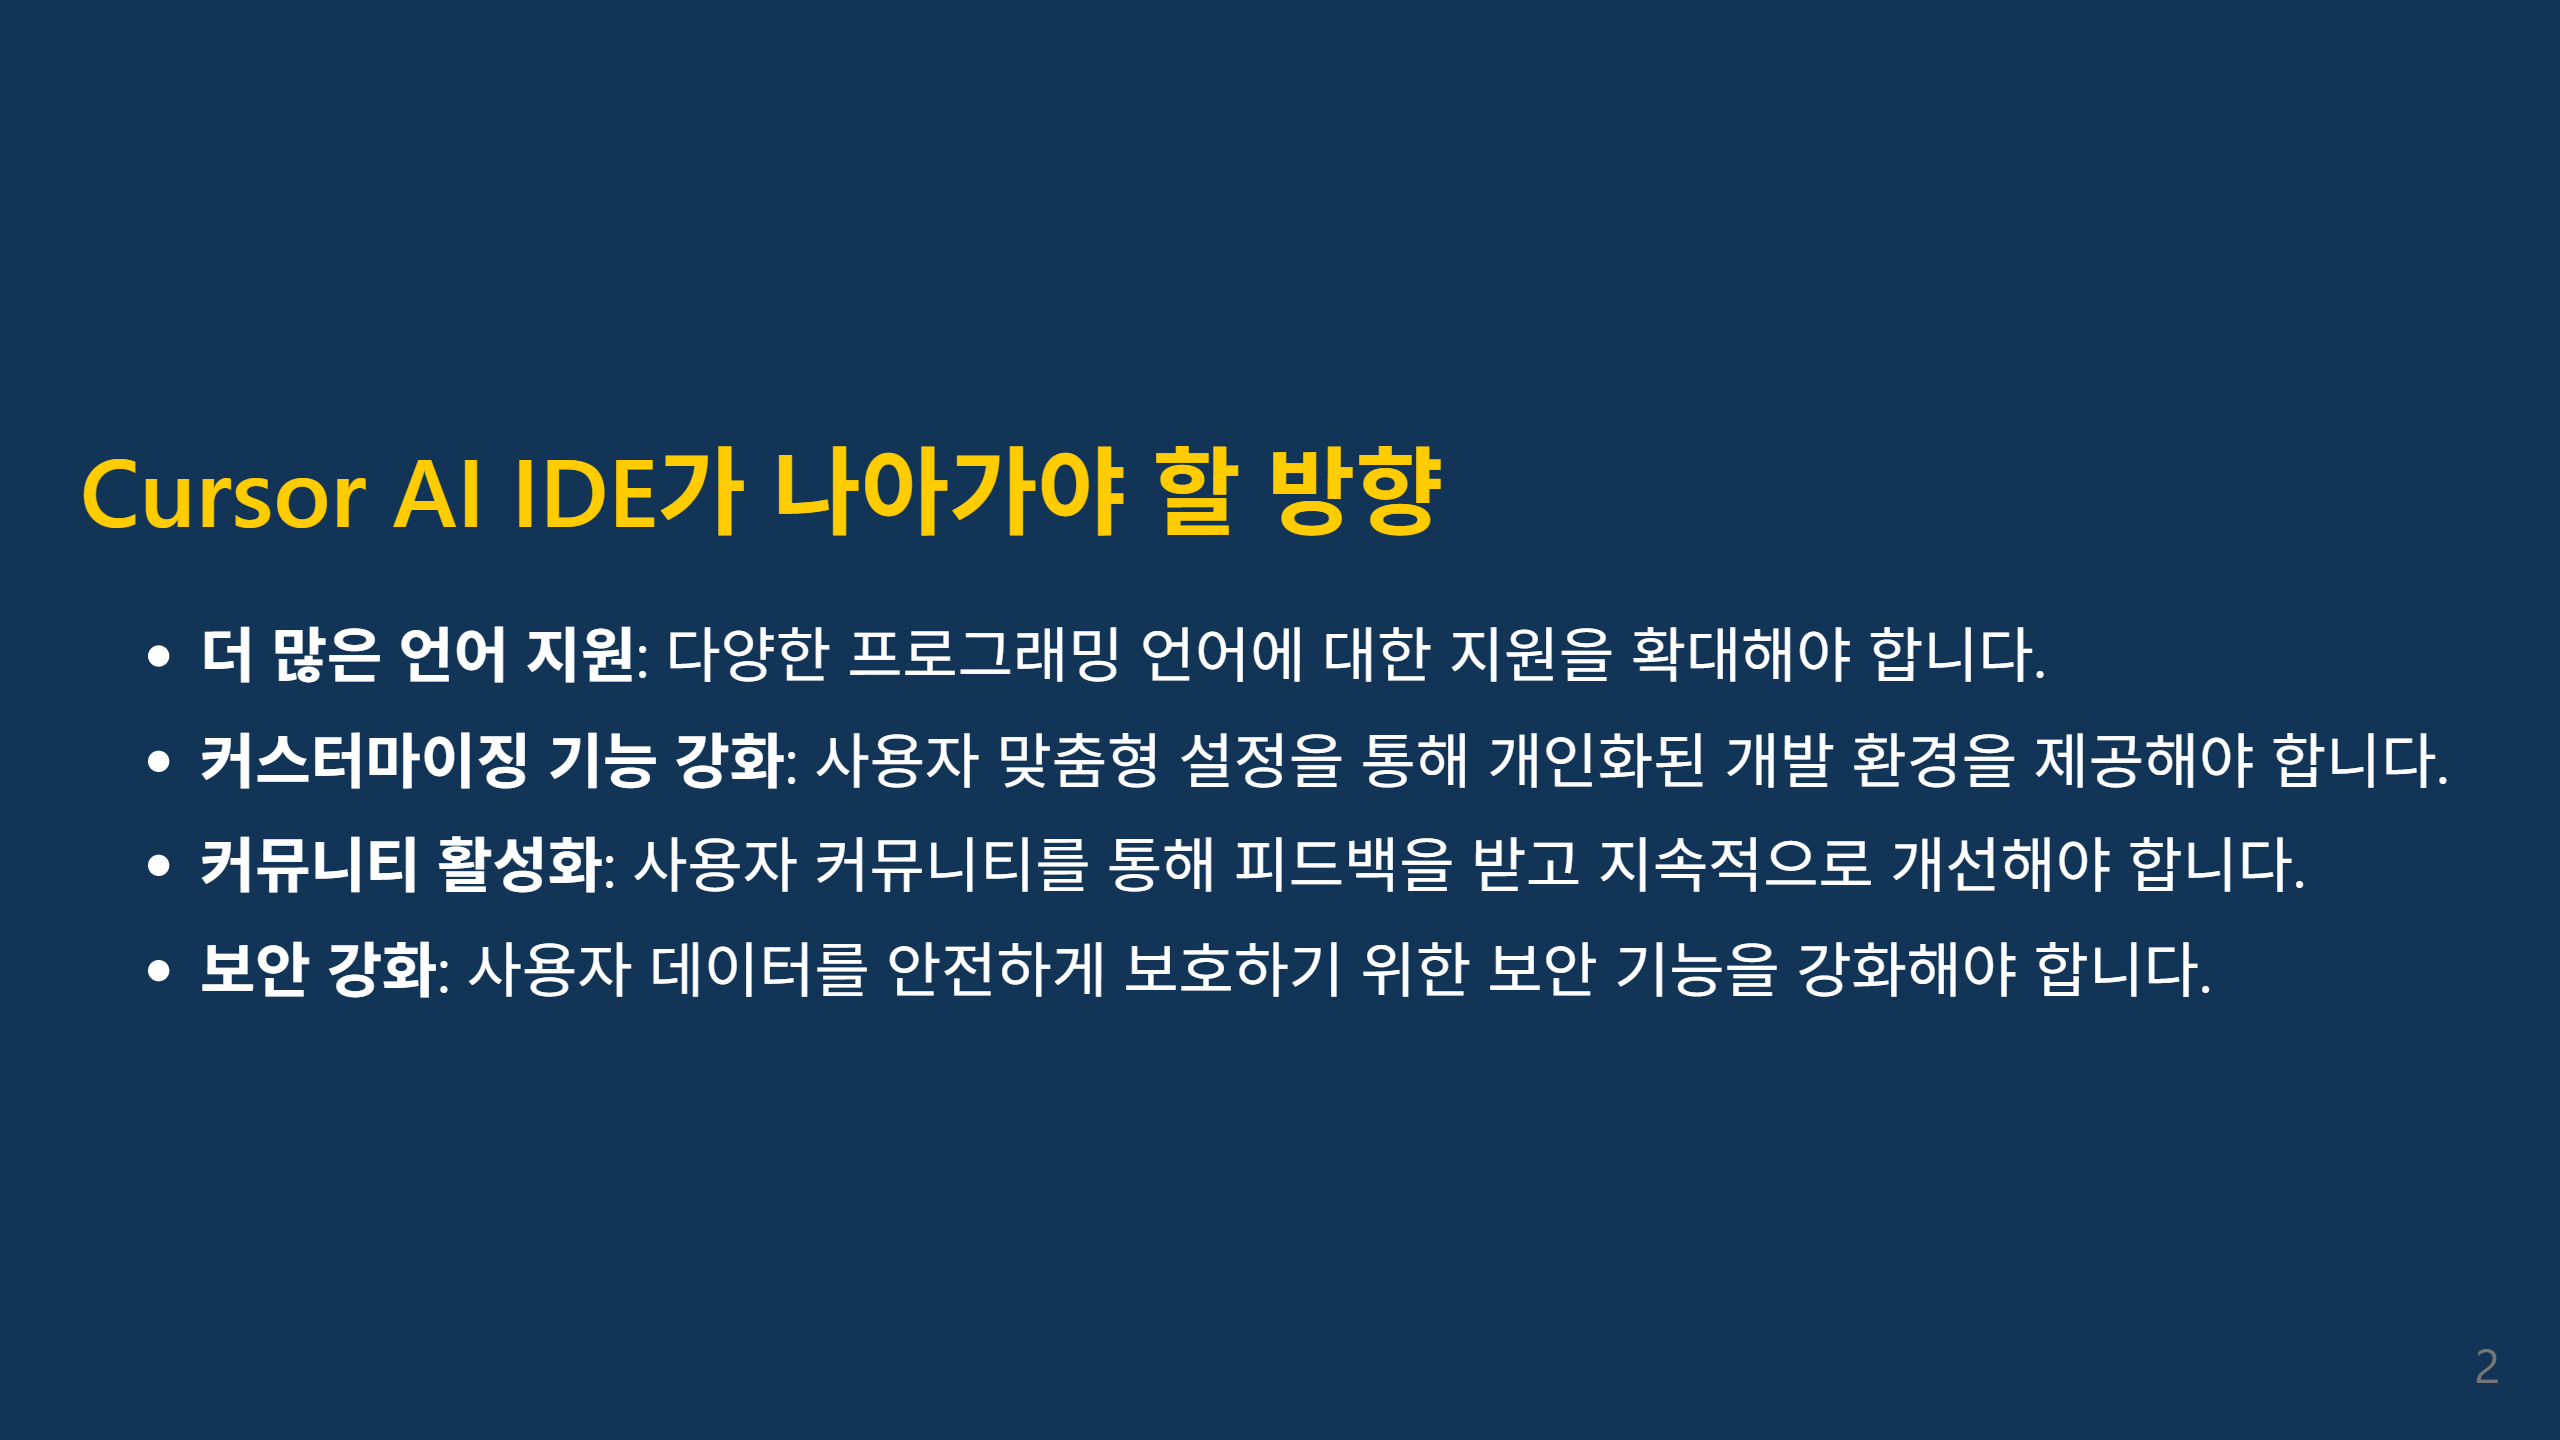 Cursor AI IDE가 나아가야 할 방향
• 더 많은 언어 지원: 다양한 프로그래밍 언어에 대한 지원을 확대해야 합니다.
• 커스터마이징 기능 강화: 사용자 맞춤형 설정을 통해 개인화된 개발 환경을 제공해야 합니다.
• 커뮤니티 활성화: 사용자 커뮤니티를 통해 피드백을 받고 지속적으로 개선해야 합니다.
• 보안 강화: 사용자 데이터를 안전하게 보호하기 위한 보안 기능을 강화해야 합니다.
2